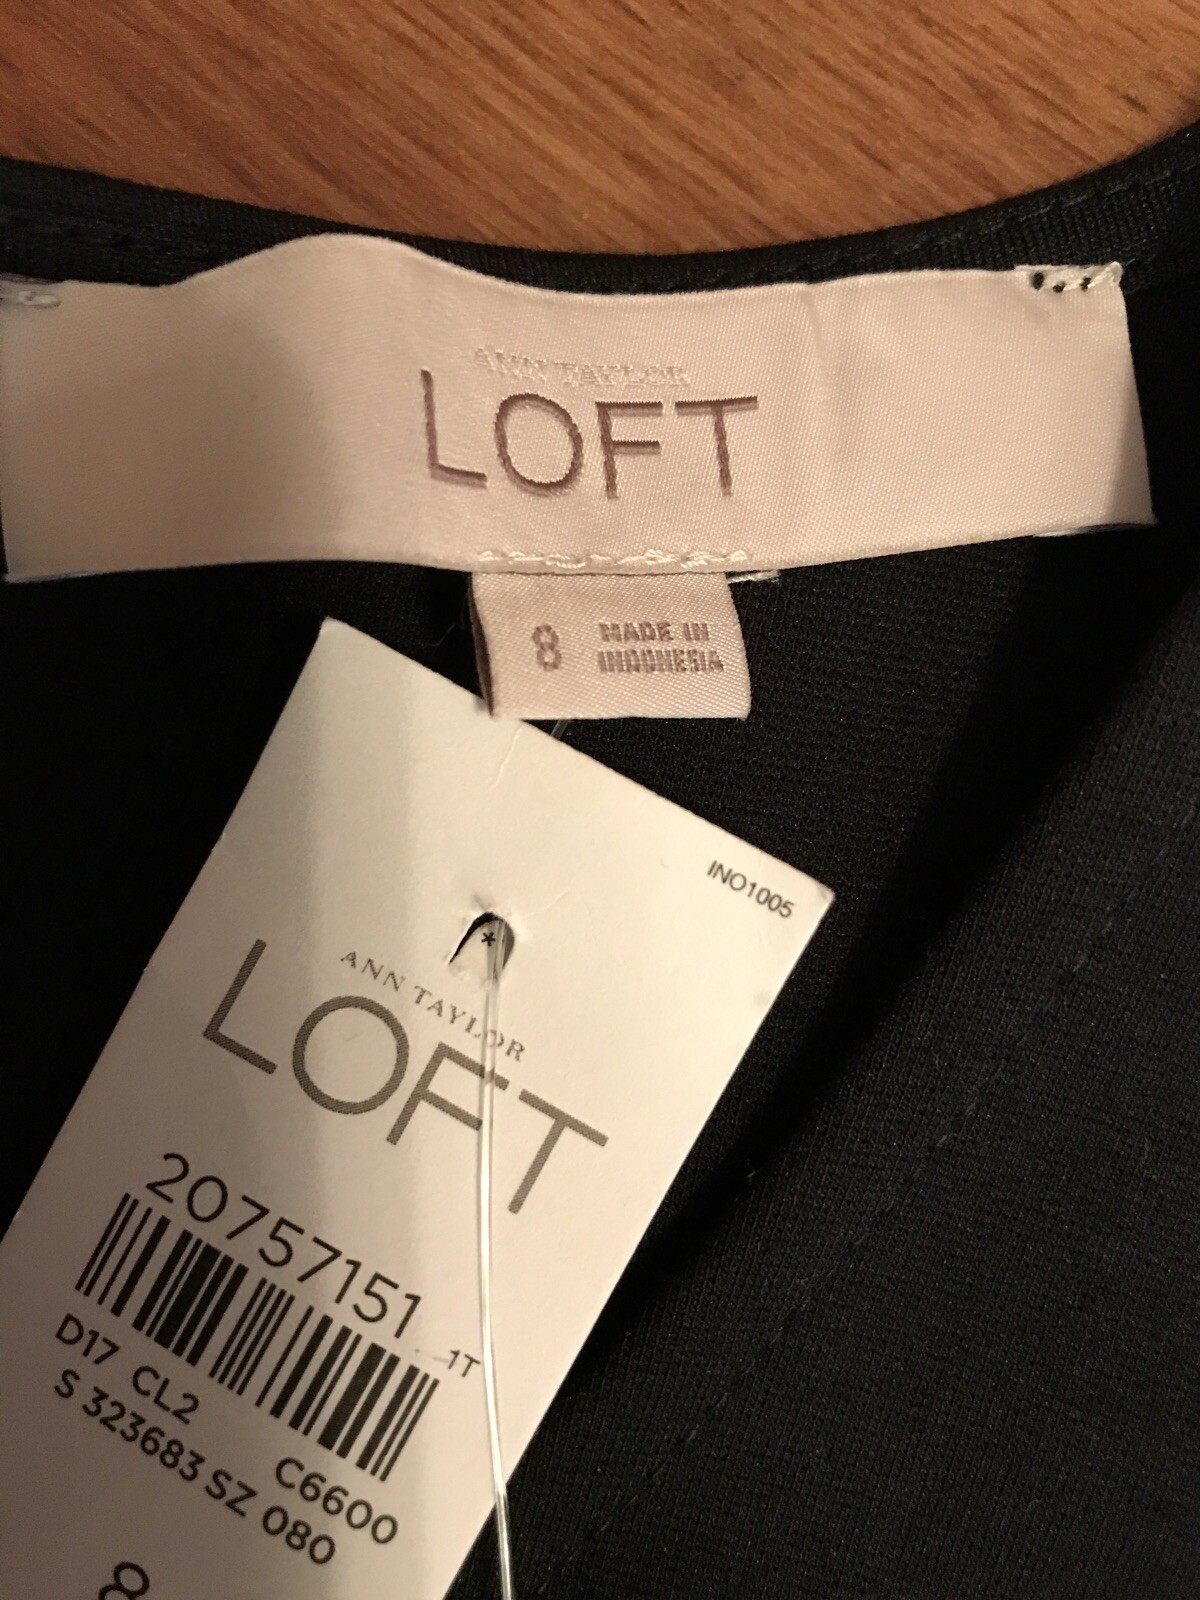 ANN TAYLOR
LOFT
8 MADE IN
INDONESIA
INO1005
*
ANN TAYLOR
LOFT
20757151
1T
D17 CL2 C6600
S 323683 SZ 080
8